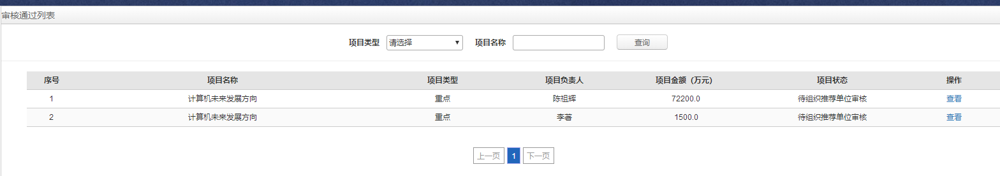 审核通过列表
项目类型 请选择 项目名称 查询
序号 项目名称 项目类型 项目负责人 项目金额（万元） 项目状态 操作
1 计算机未来发展方向 重点 陈祖辉 72200.0 待组织推荐单位审核 查看
2 计算机未来发展方向 重点 李著 1500.0 待组织推荐单位审核 查看
上一页 1 下一页